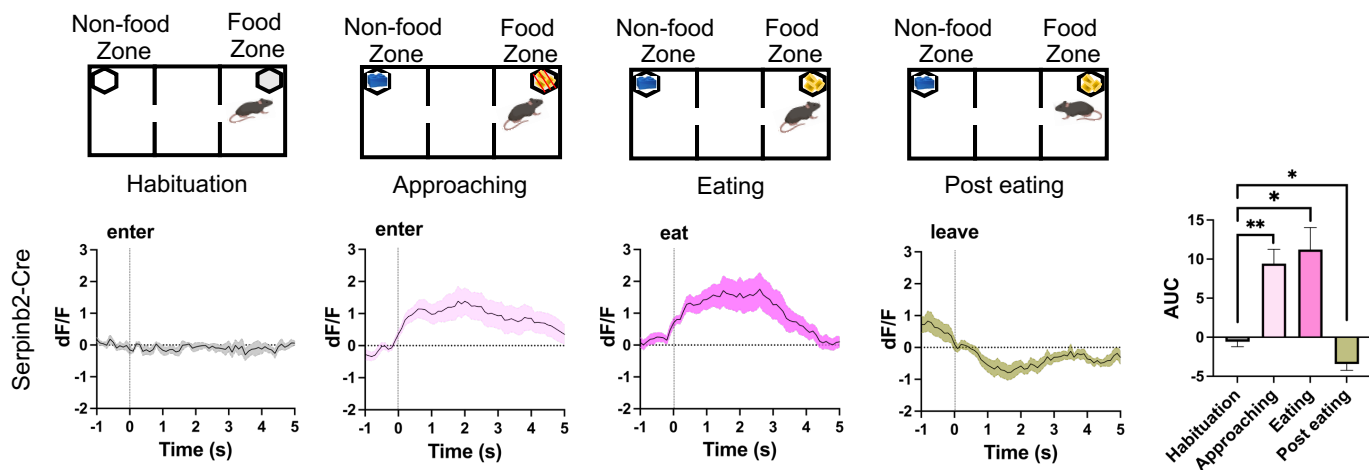 Non-food Zone
Food Zone
Habituation
Non-food Zone
Food Zone
Approaching
Non-food Zone
Food Zone
Eating
Non-food Zone
Food Zone
Post eating
Serpinb2-Cre
enter
dF/F
3
2
1
0
1
-2
-1 0 1 2 3 4 5
Time (s)
enter
dF/F
3
2
1
0
-1
-2
-1 0 1 2 3 4 5
Time (s)
eat
dF/F
3
2
1
0
-1
-2
-1 0 1 2 3 4 5
Time (s)
leave
dF/F
3
2
1
0
-1
-2
-1 0 1 2 3 4 5
Time (s)
*
*
**
AUC
15
10
5
0
-5
Habituation
Approaching
Eating
Post eating